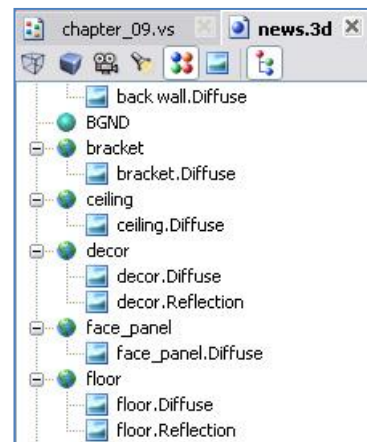 chapter_09.vs news.3d
back wall.Diffuse
BGND
bracket
bracket.Diffuse
ceiling
ceiling.Diffuse
decor
decor.Diffuse
decor.Reflection
face_panel
face_panel.Diffuse
floor
floor.Diffuse
floor.Reflection